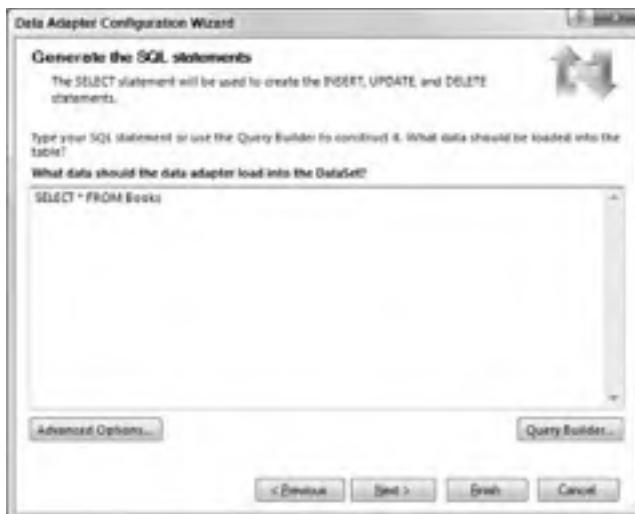 Data Adapter Configuration Wizard
Generate the SQL statements
The SELECT statement will be used to create the INSERT, UPDATE, and DELETE
statements.
Type your SQL statement or use the Query Builder to construct it. What data should be loaded into the
table?
What data should the data adapter load into the DataSet?
SELECT * FROM Books
Advanced Options...
Query Builder...
< Previous
Next >
Finish
Cancel